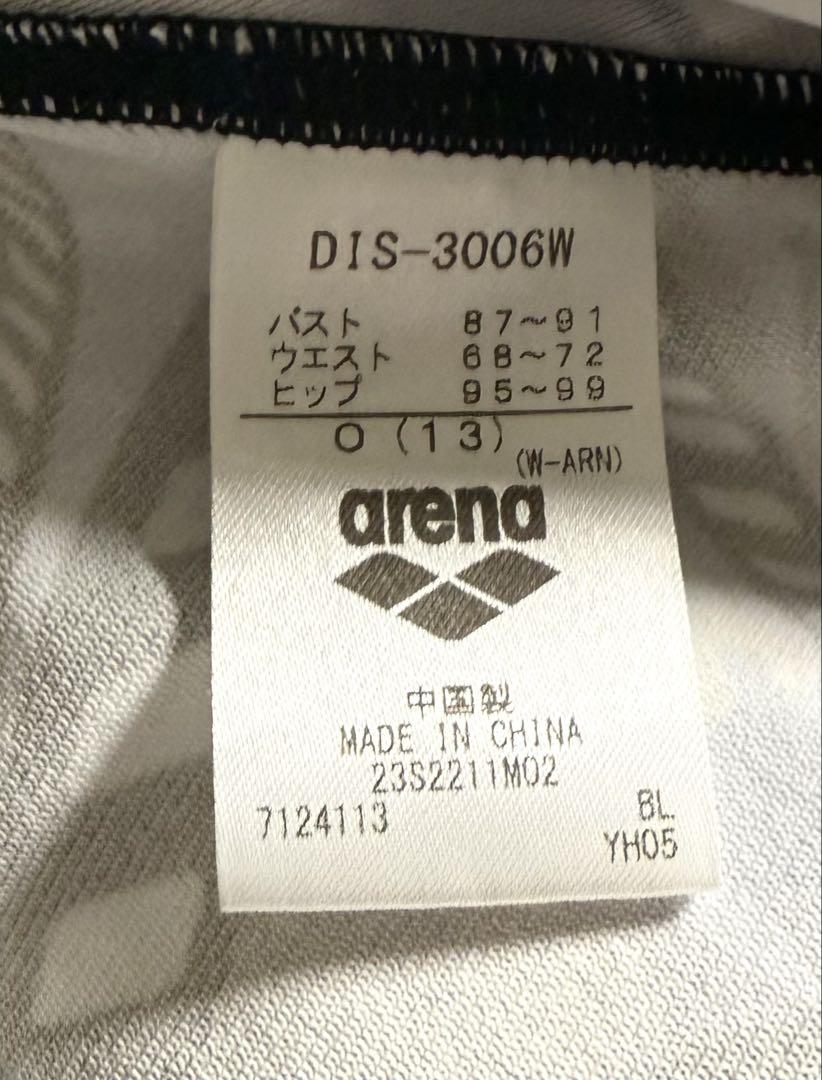 DIS-3006W
バスト 87~91
ウエスト 68~72
ヒップ 95~99
O (13)
(W-ARN)
arena
中国製
MADE IN CHINA
23S2211M02
7124113
BL
YH05